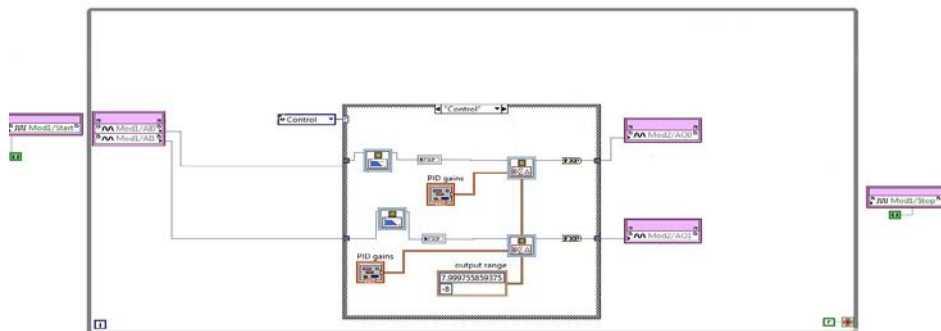 "Control"
Control
Mod1/Start
Mod1/AI0
Mod1/AI1
Mod2/AO0
PID gains
Mod1/Stop
Mod2/AO1
PID gains
output range
7,999755859375
-8
i
F